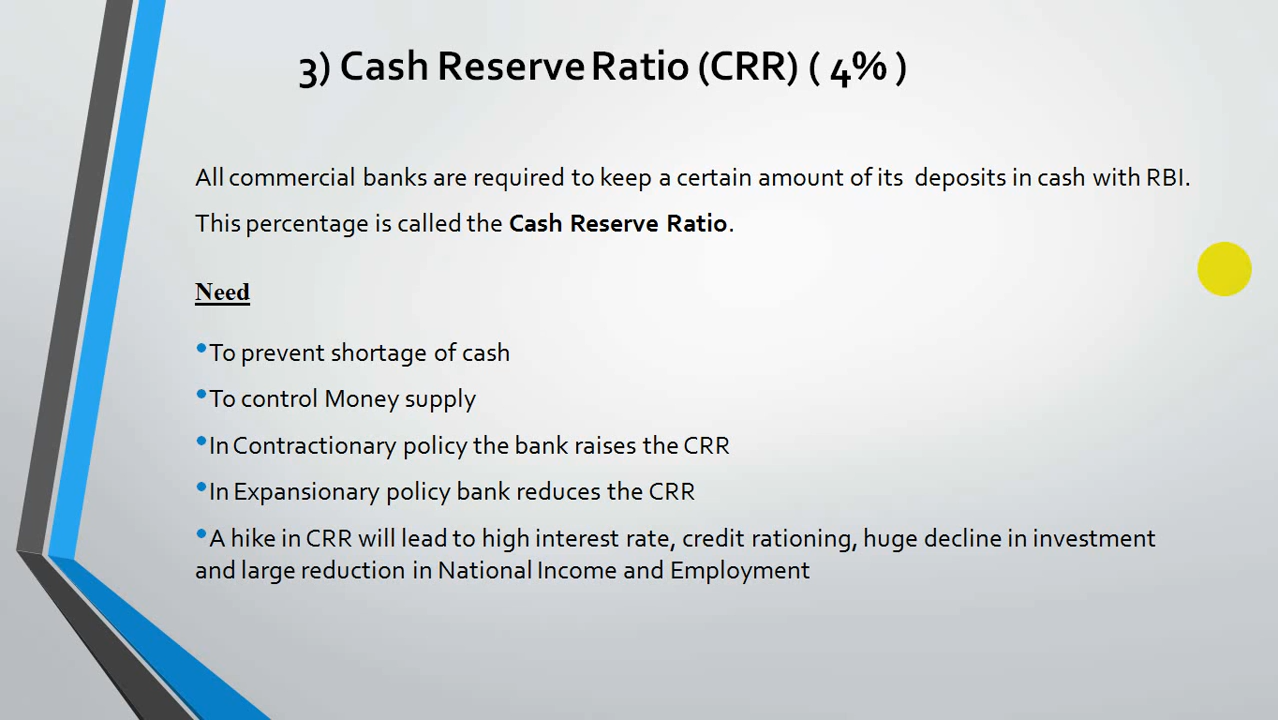 3) Cash Reserve Ratio (CRR) ( 4% )
All commercial banks are required to keep a certain amount of its deposits in cash with RBI.
This percentage is called the Cash Reserve Ratio.
Need
•To prevent shortage of cash
•To control Money supply
•In Contractionary policy the bank raises the CRR
•In Expansionary policy bank reduces the CRR
•A hike in CRR will lead to high interest rate, credit rationing, huge decline in investment
and large reduction in National Income and Employment